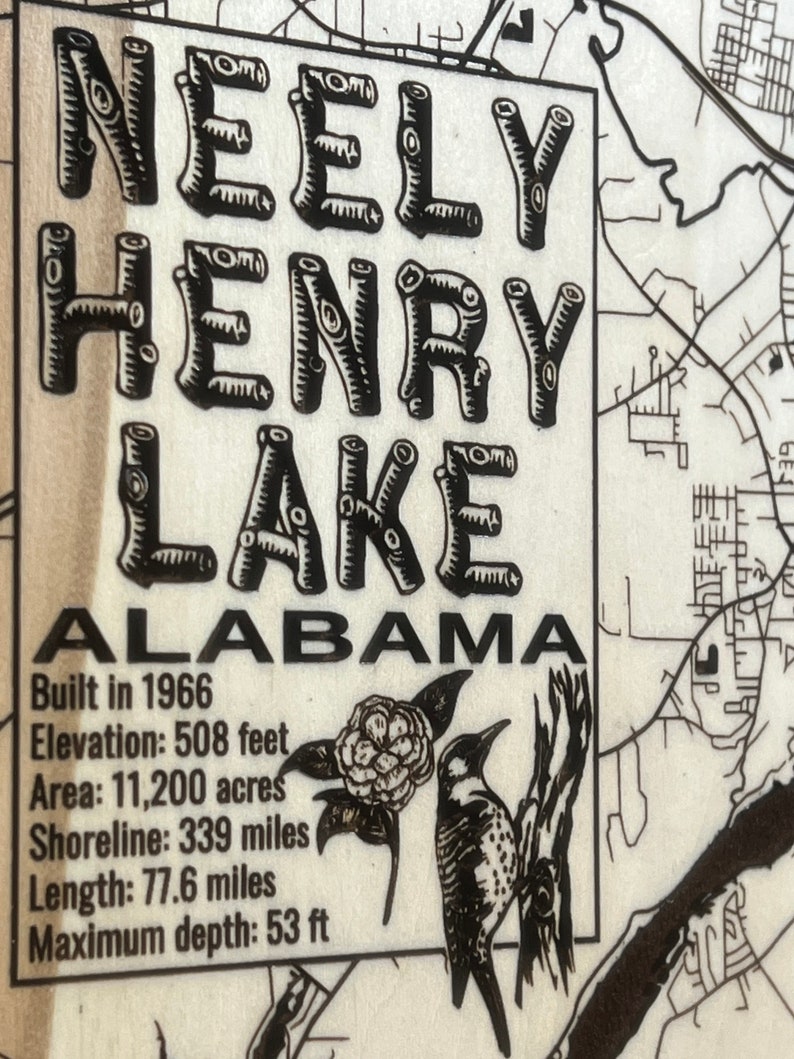 NEELY
HENRY
LAKE
ALABAMA
Built in 1966
Elevation: 508 feet
Area: 11,200 acres
Shoreline: 339 miles
Length: 77.6 miles
Maximum depth: 53 ft